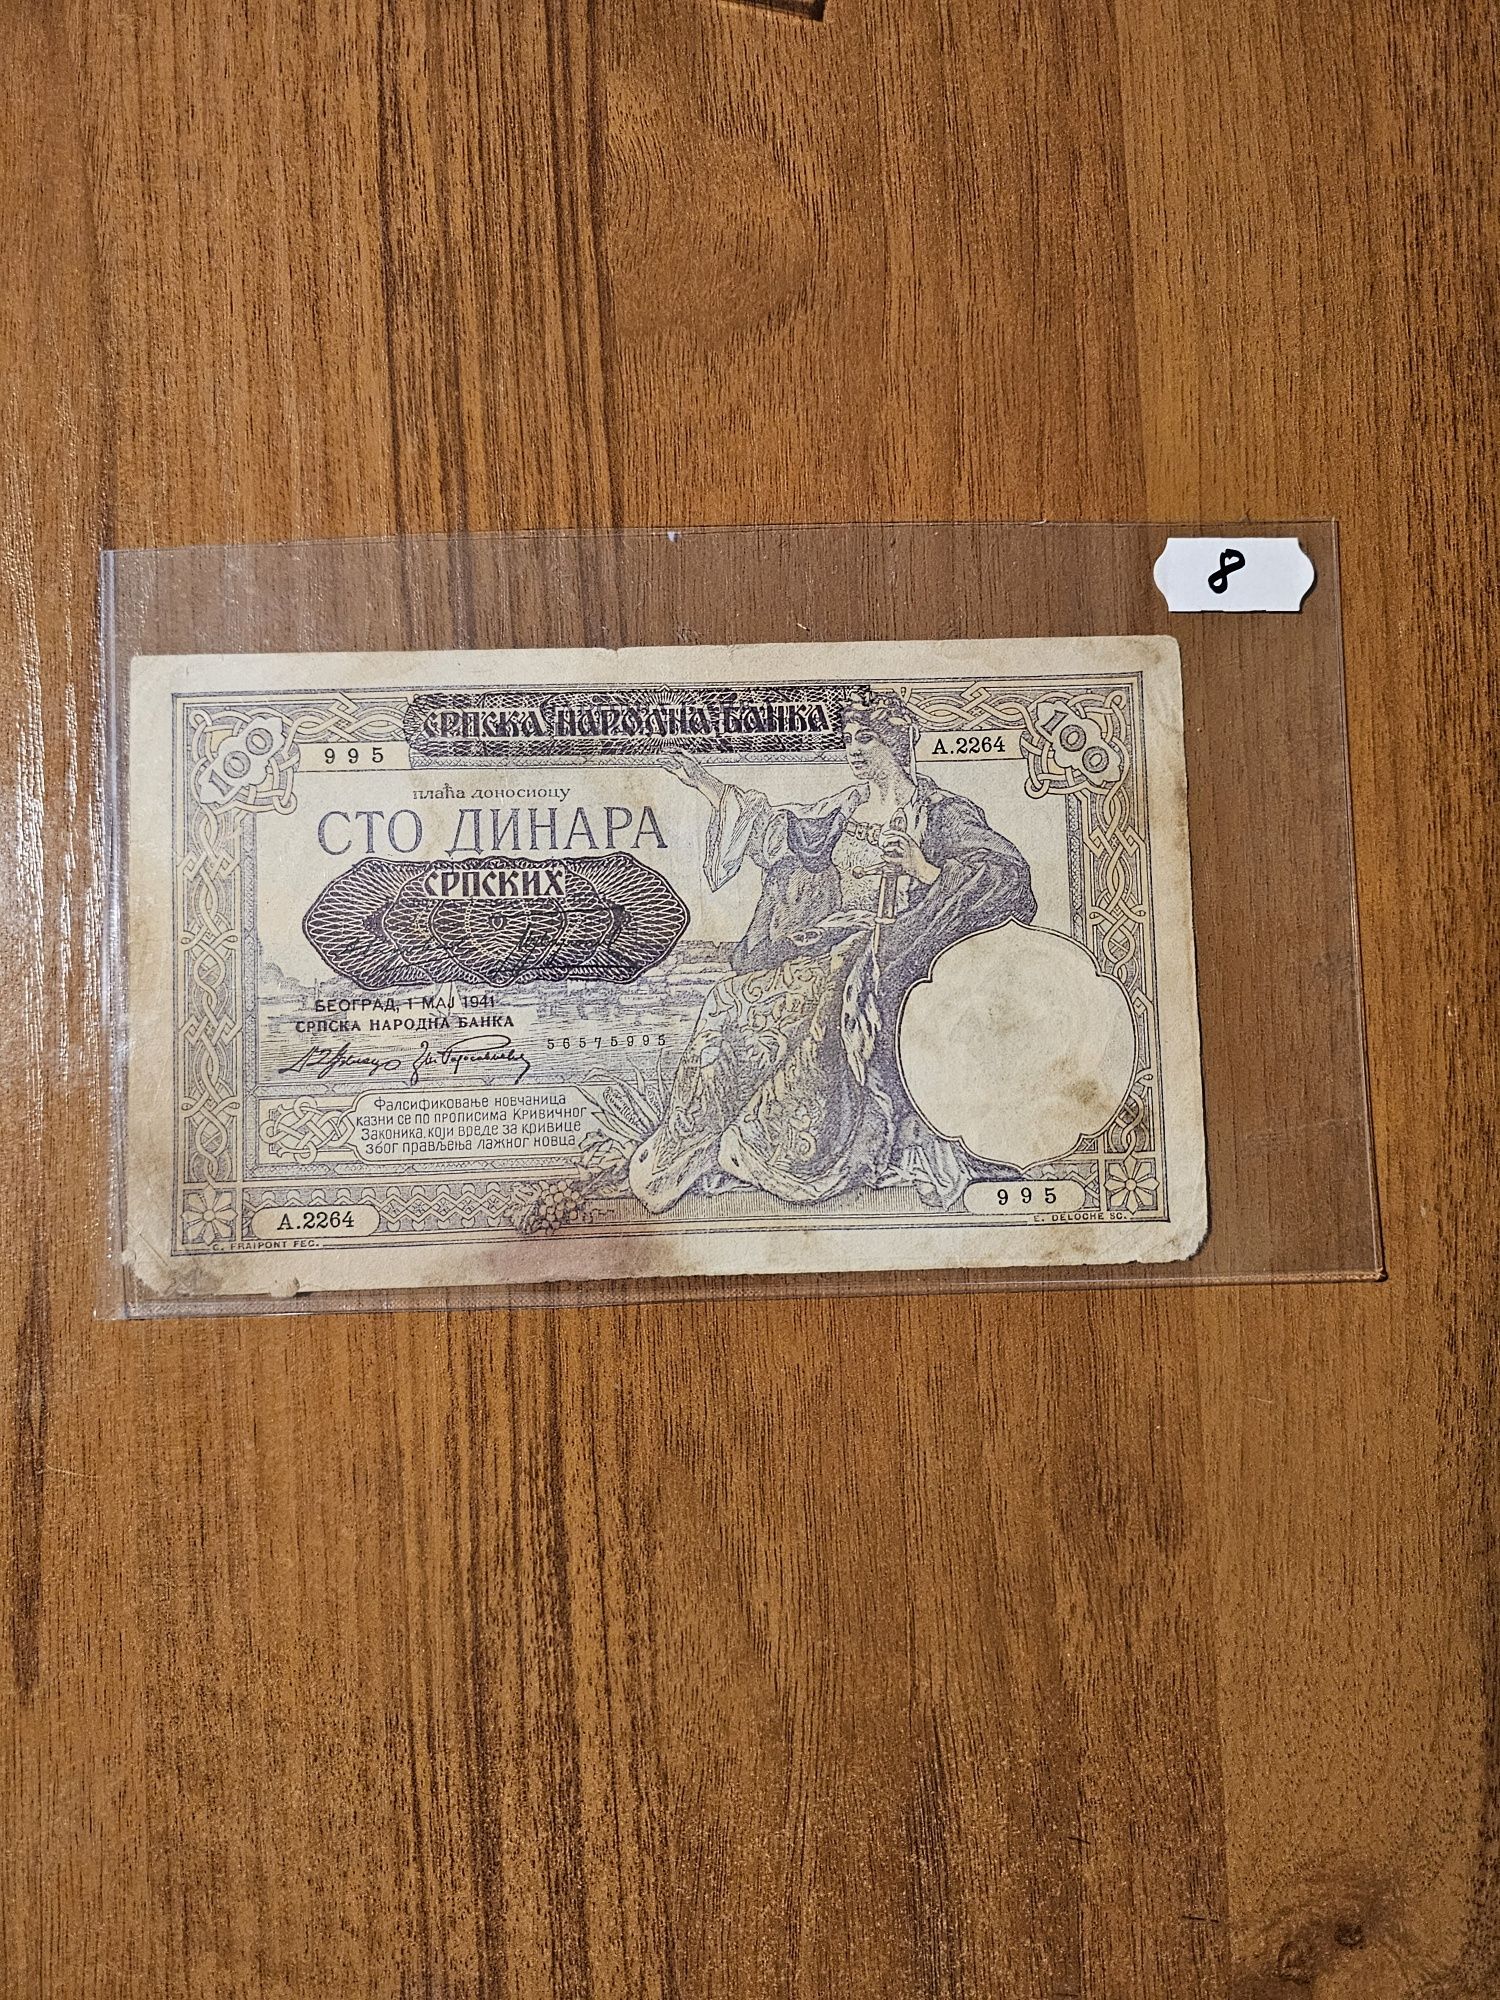 8
СРПСКА НАРОДНА БАНКА
100
995
А.2264
100
плаћа доносиоцу
СТО ДИНАРА
СРПСКИХ
БЕОГРАД, 1 МАЈ 1941.
СРПСКА НАРОДНА БАНКА
56575995
Фалсификовање новчаница
казни се по прописима Кривичног
Законика, који вреде за кривице
због прављења лажног новца
А.2264
995
C. FRAIPONT FEC.
E. DELOCHE SC.